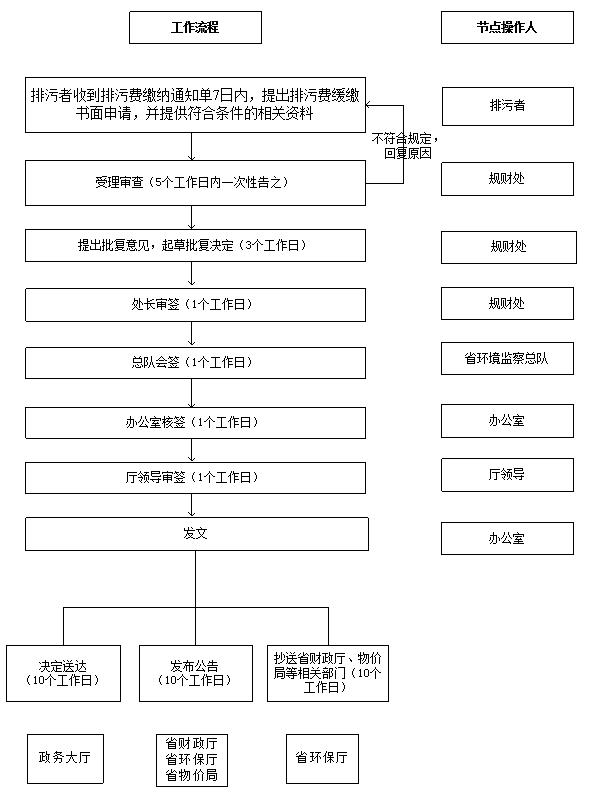 工作流程
节点操作人
排污者收到排污费缴纳通知单7日内，提出排污费缓缴
书面申请，并提供符合条件的相关资料
排污者
不符合规定，
回复原因
受理审查（5个工作日内一次性告之）
规财处
提出批复意见，起草批复决定（3个工作日）
规财处
处长审签（1个工作日）
规财处
总队会签（1个工作日）
省环境监察总队
办公室核签（1个工作日）
办公室
厅领导审签（1个工作日）
厅领导
发文
办公室
决定送达
（10个工作日）
发布公告
（10个工作日）
抄送省财政厅、物价
局等相关部门（10个
工作日）
政务大厅
省财政厅
省环保厅
省物价局
省环保厅